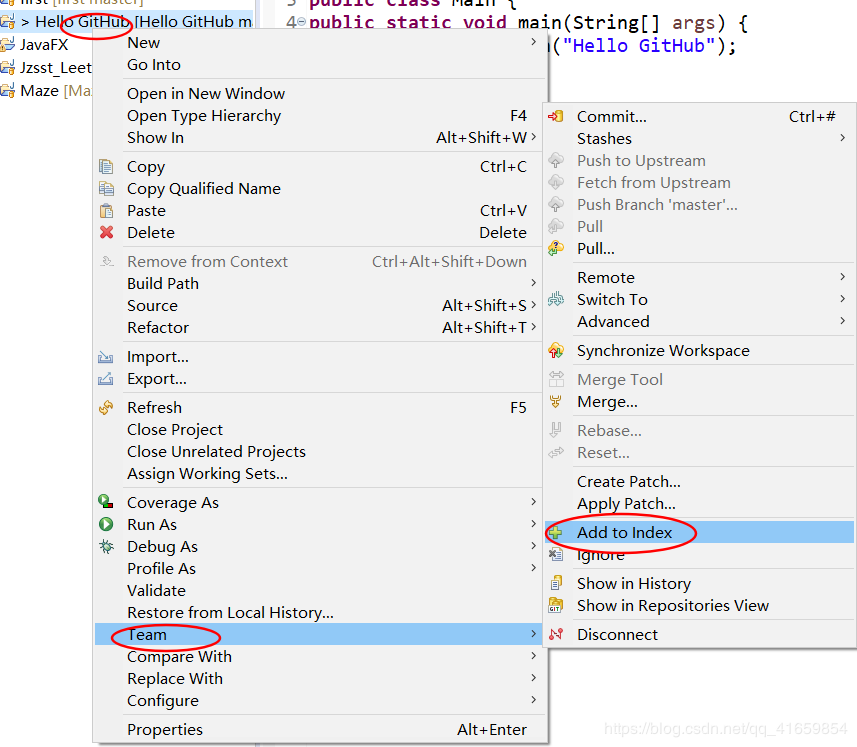 first [first master]
> Hello GitHub [Hello GitHub m
JavaFX
Jzsst_Leet
Maze [Ma
public class Main {
4 public static void main(String[] args) {
("Hello GitHub");
New
Go Into
Open in New Window
Open Type Hierarchy F4
Show In Alt+Shift+W
Copy Ctrl+C
Copy Qualified Name
Paste Ctrl+V
Delete Delete
Remove from Context Ctrl+Alt+Shift+Down
Build Path
Source Alt+Shift+S
Refactor Alt+Shift+T
Import...
Export...
Refresh F5
Close Project
Close Unrelated Projects
Assign Working Sets...
Coverage As
Run As
Debug As
Profile As
Validate
Restore from Local History...
Team
Compare With
Replace With
Configure
Properties Alt+Enter
Commit... Ctrl+#
Stashes
Push to Upstream
Fetch from Upstream
Push Branch 'master'...
Pull
Pull...
Remote
Switch To
Advanced
Synchronize Workspace
Merge Tool
Merge...
Rebase...
Reset...
Create Patch...
Apply Patch...
Add to Index
Ignore
Show in History
Show in Repositories View
Disconnect
https://blog.csdn.net/qq_41659854